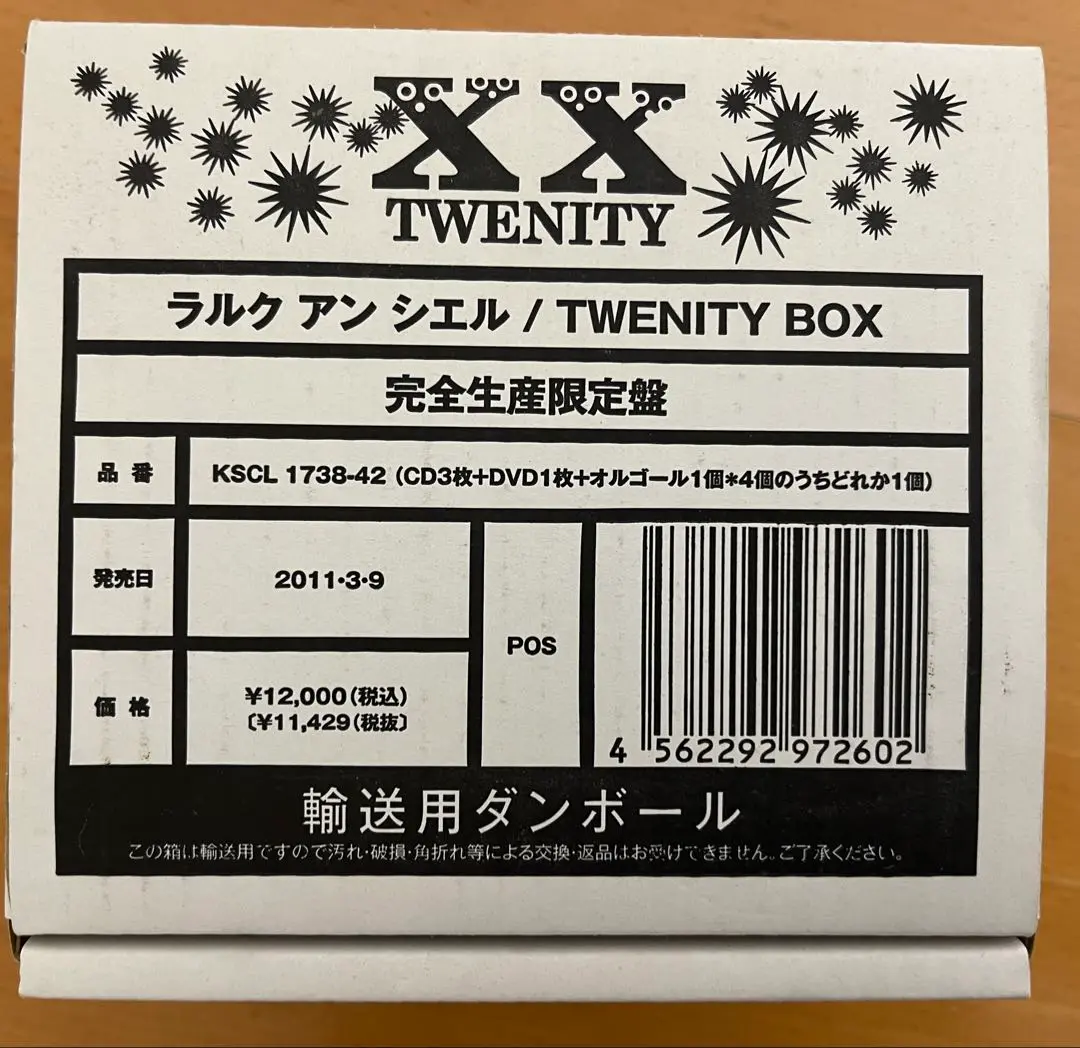 XX
TWENITY
ラルク アン シエル / TWENITY BOX
完全生産限定盤
品番
KSCL 1738-42（CD3枚+DVD1枚+オルゴール1個*4個のうちどれか1個）
発売日
2011・3・9
POS
価格
¥12,000（税込）
〔¥11,429（税抜）
4 562292 972602
輸送用ダンボール
この箱は輸送用ですので汚れ・破損・角折れ等による交換・返品はお受けできません。ご了承ください。